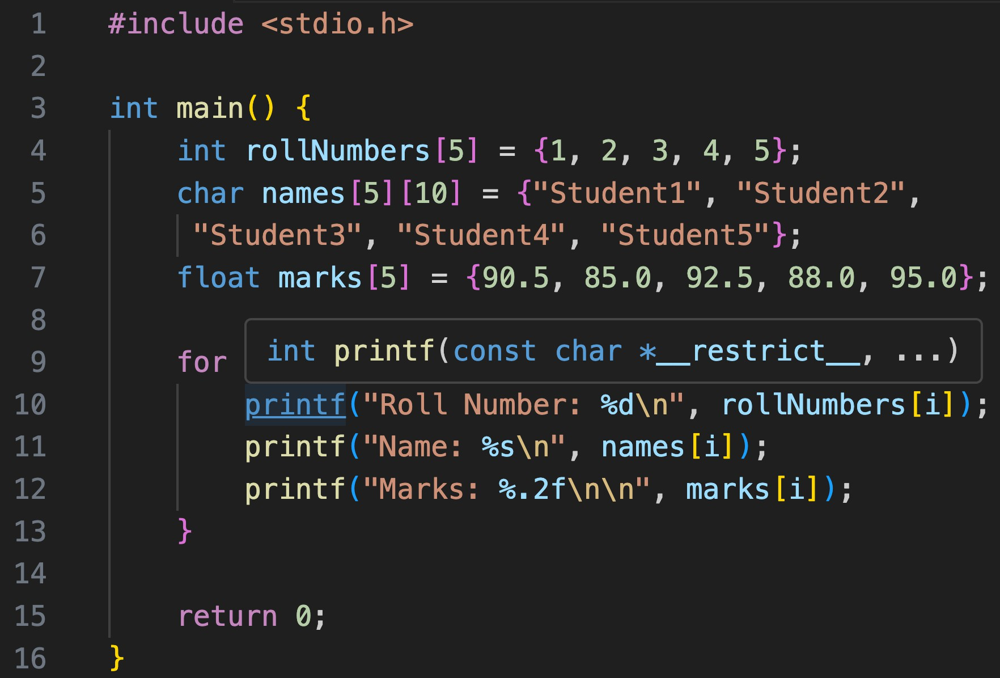 1 #include <stdio.h>
2
3 int main() {
4 int rollNumbers[5] = {1, 2, 3, 4, 5};
5 char names[5][10] = {"Student1", "Student2",
6 "Student3", "Student4", "Student5"};
7 float marks[5] = {90.5, 85.0, 92.5, 88.0, 95.0};
8
int printf(const char *__restrict__, ...)
9 for
10 printf("Roll Number: %d\n", rollNumbers[i]);
11 printf("Name: %s\n", names[i]);
12 printf("Marks: %.2f\n\n", marks[i]);
13 }
14
15 return 0;
16 }